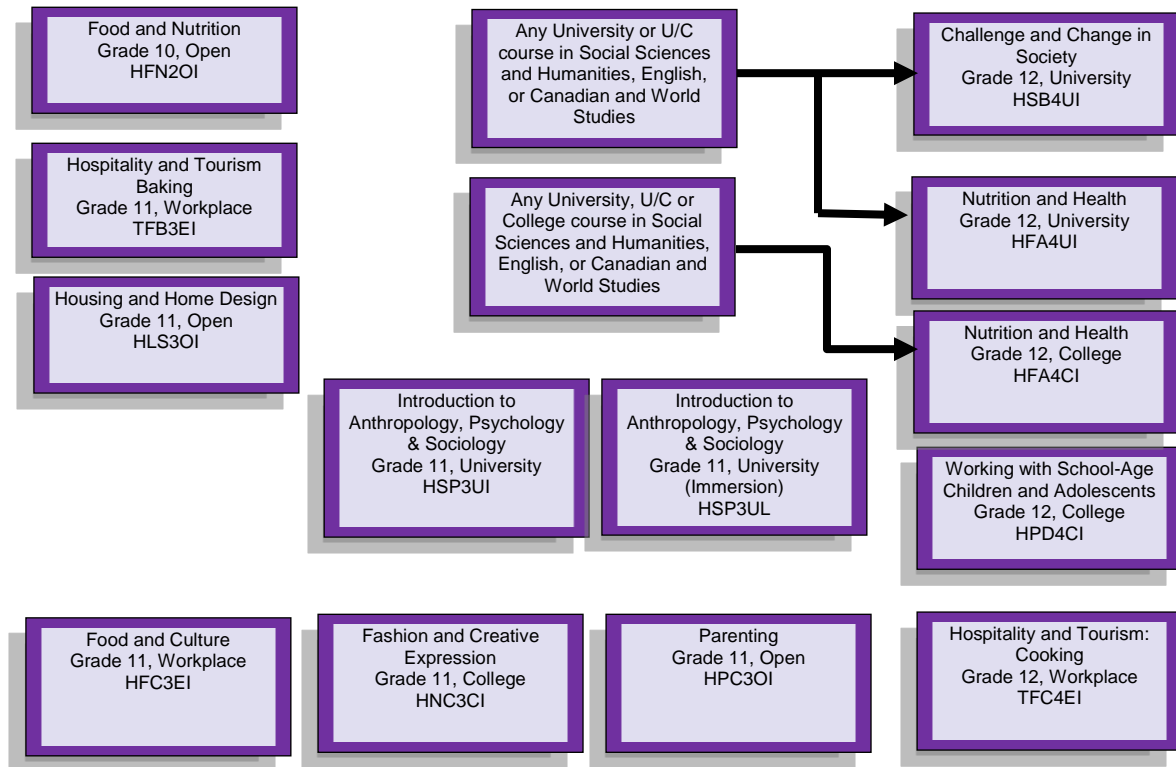 Food and Nutrition
Grade 10, Open
HFN2OI
Any University or U/C
course in Social Sciences
and Humanities, English,
or Canadian and World
Studies
Challenge and Change in
Society
Grade 12, University
HSB4UI
Hospitality and Tourism
Baking
Grade 11, Workplace
TFB3EI
Any University, U/C or
College course in Social
Sciences and Humanities,
English, or Canadian and
World Studies
Nutrition and Health
Grade 12, University
HFA4UI
Housing and Home Design
Grade 11, Open
HLS3OI
Nutrition and Health
Grade 12, College
HFA4CI
Introduction to
Anthropology, Psychology
& Sociology
Grade 11, University
HSP3UI
Introduction to
Anthropology, Psychology
& Sociology
Grade 11, University
(Immersion)
HSP3UL
Working with School-Age
Children and Adolescents
Grade 12, College
HPD4CI
Food and Culture
Grade 11, Workplace
HFC3EI
Fashion and Creative
Expression
Grade 11, College
HNC3CI
Parenting
Grade 11, Open
HPC3OI
Hospitality and Tourism:
Cooking
Grade 12, Workplace
TFC4EI